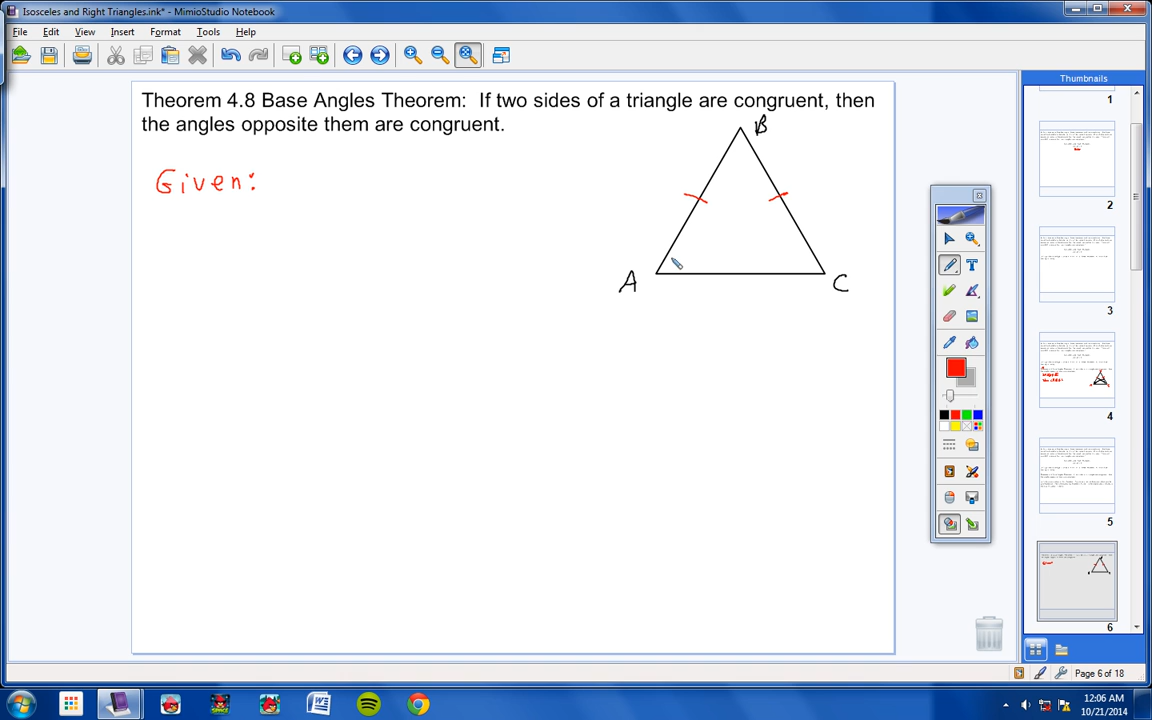 Isosceles and Right Triangles.ink* - MimioStudio Notebook
File Edit View Insert Format Tools Help
Thumbnails
Theorem 4.8 Base Angles Theorem: If two sides of a triangle are congruent, then
the angles opposite them are congruent.
B
Given:
A
C
T
1
2
3
4
5
6
Page 6 of 18
W
12:06 AM
10/21/2014